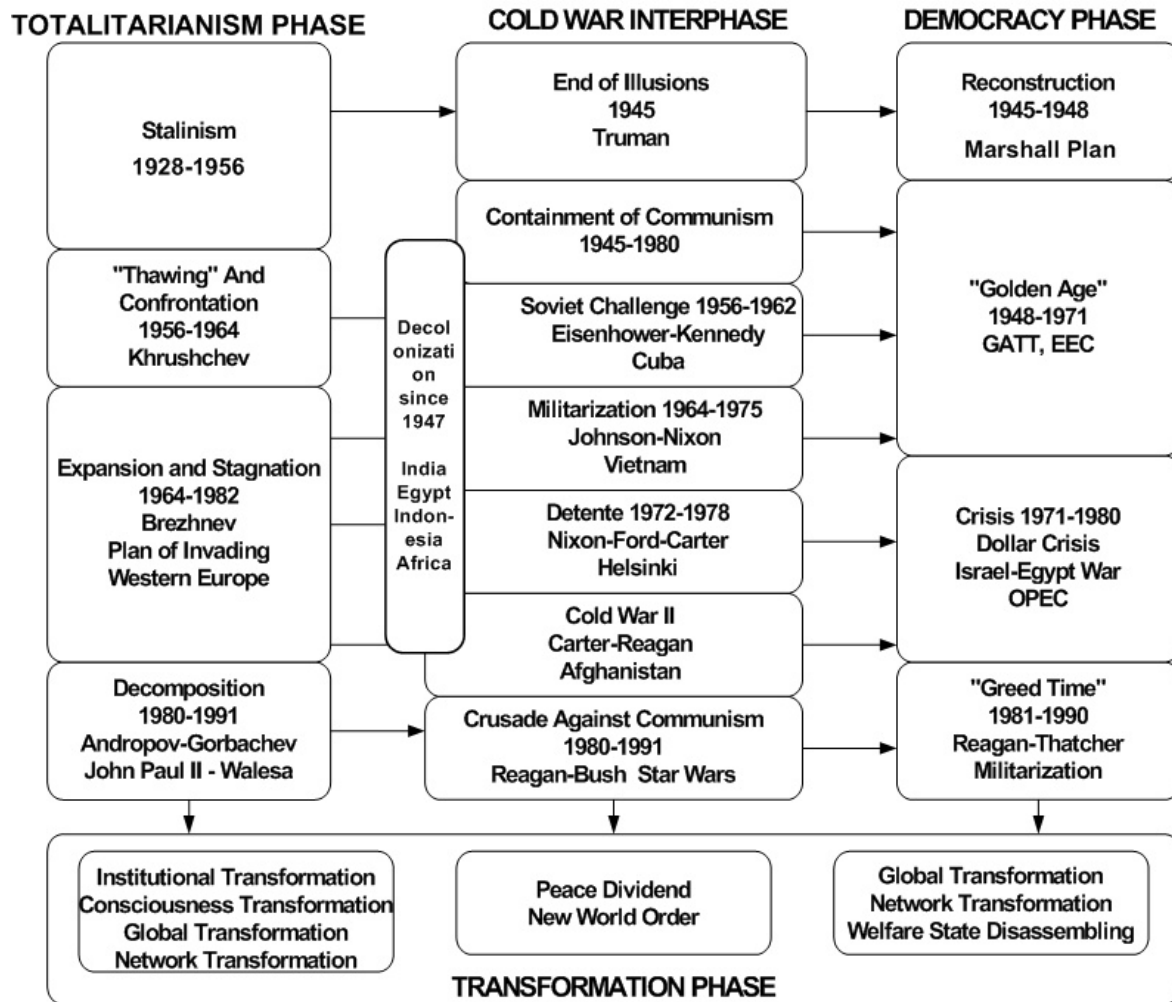 TOTALITARIANISM PHASE
Stalinism
1928-1956
"Thawing" And
Confrontation
1956-1964
Khrushchev
Expansion and Stagnation
1964-1982
Brezhnev
Plan of Invading
Western Europe
Decomposition
1980-1991
Andropov-Gorbachev
John Paul II - Walesa
Decol
onizati
on
since
1947
India
Egypt
Indon-
esia
Africa
COLD WAR INTERPHASE
End of Illusions
1945
Truman
Containment of Communism
1945-1980
Soviet Challenge 1956-1962
Eisenhower-Kennedy
Cuba
Militarization 1964-1975
Johnson-Nixon
Vietnam
Detente 1972-1978
Nixon-Ford-Carter
Helsinki
Cold War II
Carter-Reagan
Afghanistan
Crusade Against Communism
1980-1991
Reagan-Bush Star Wars
DEMOCRACY PHASE
Reconstruction
1945-1948
Marshall Plan
"Golden Age"
1948-1971
GATT, EEC
Crisis 1971-1980
Dollar Crisis
Israel-Egypt War
OPEC
"Greed Time"
1981-1990
Reagan-Thatcher
Militarization
Institutional Transformation
Consciousness Transformation
Global Transformation
Network Transformation
Peace Dividend
New World Order
Global Transformation
Network Transformation
Welfare State Disassembling
TRANSFORMATION PHASE